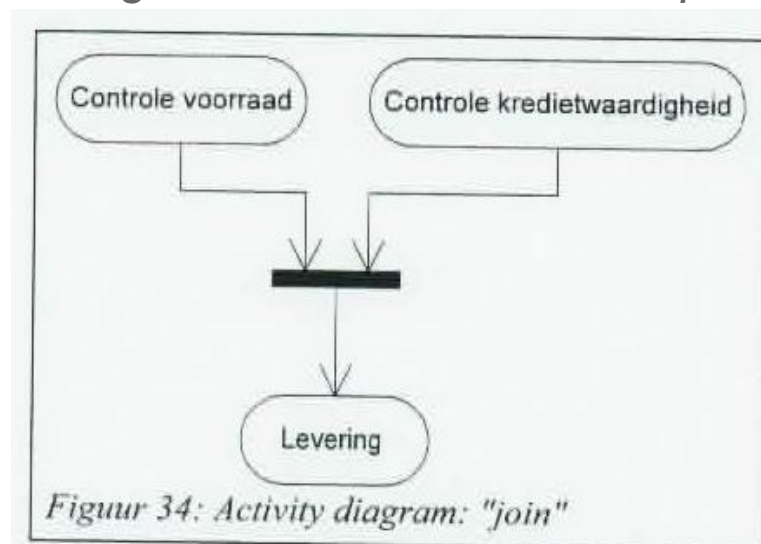 Controle voorraad
Controle kredietwaardigheid
Levering
Figuur 34: Activity diagram: "join"